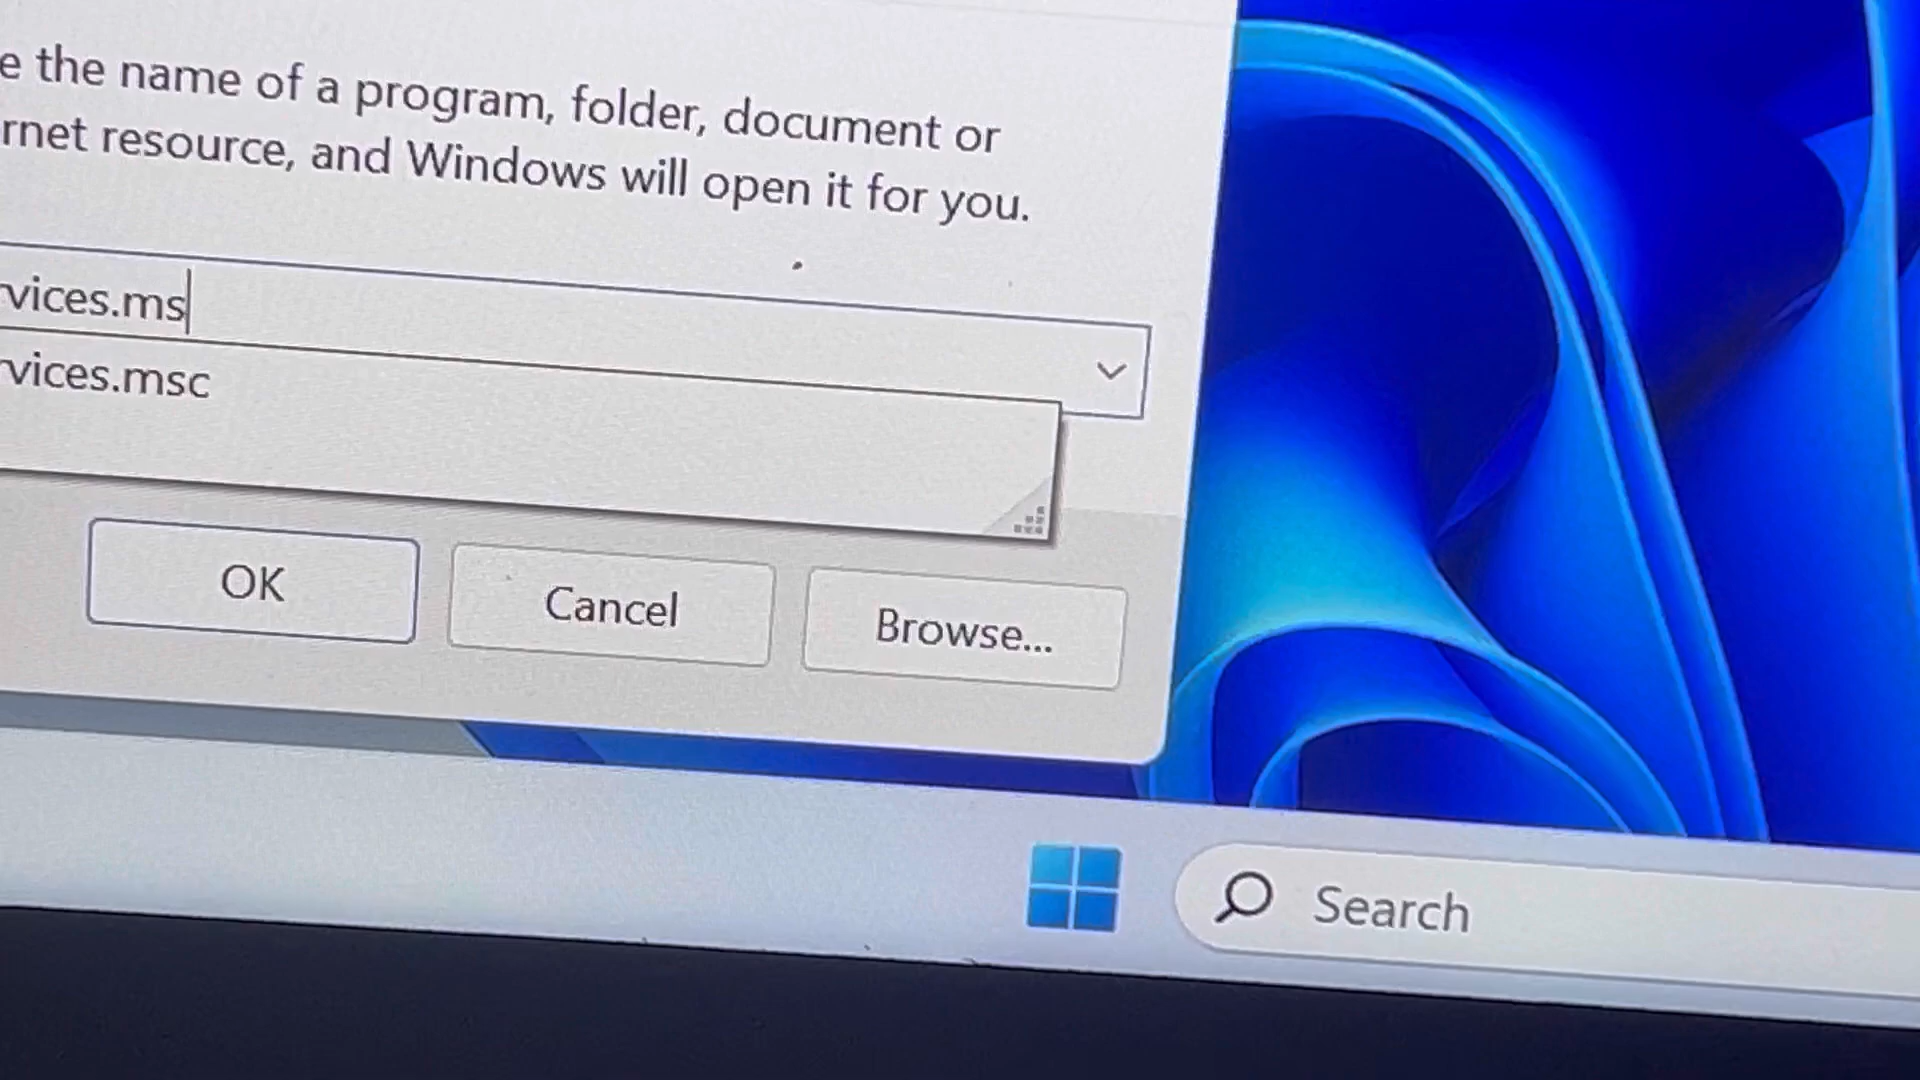 e the name of a program, folder, document or
rnet resource, and Windows will open it for you.
vices.ms
vices.msc
OK
Cancel
Browse...
Search